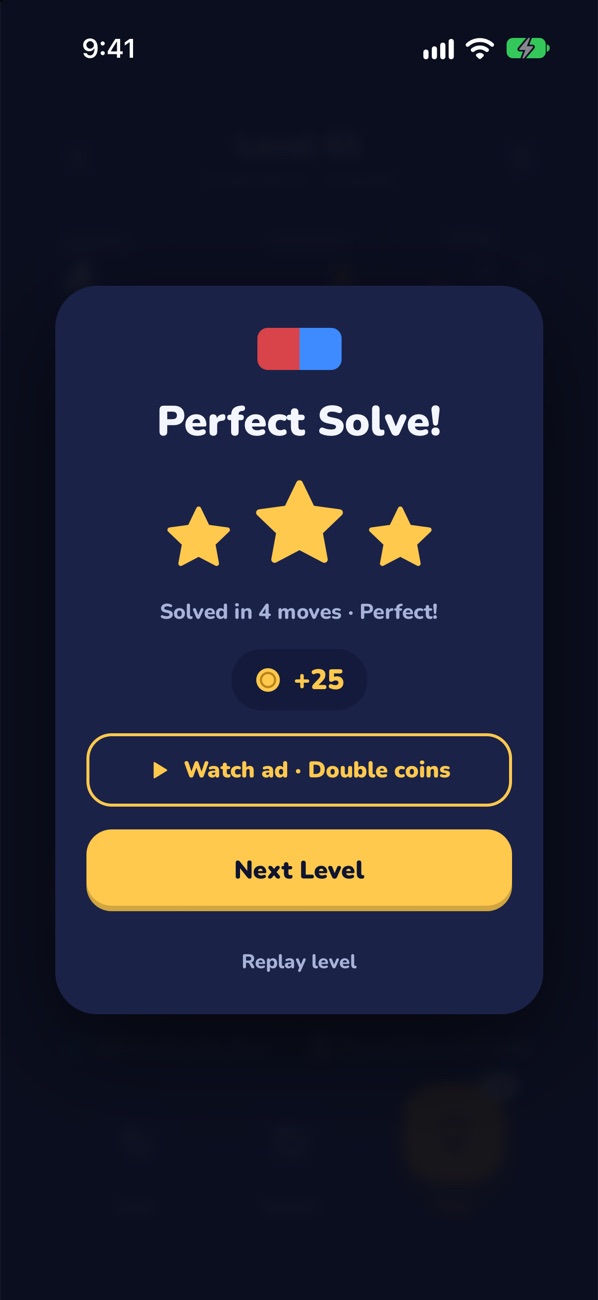 9:41
Perfect Solve!
Solved in 4 moves · Perfect!
+25
Watch ad · Double coins
Next Level
Replay level